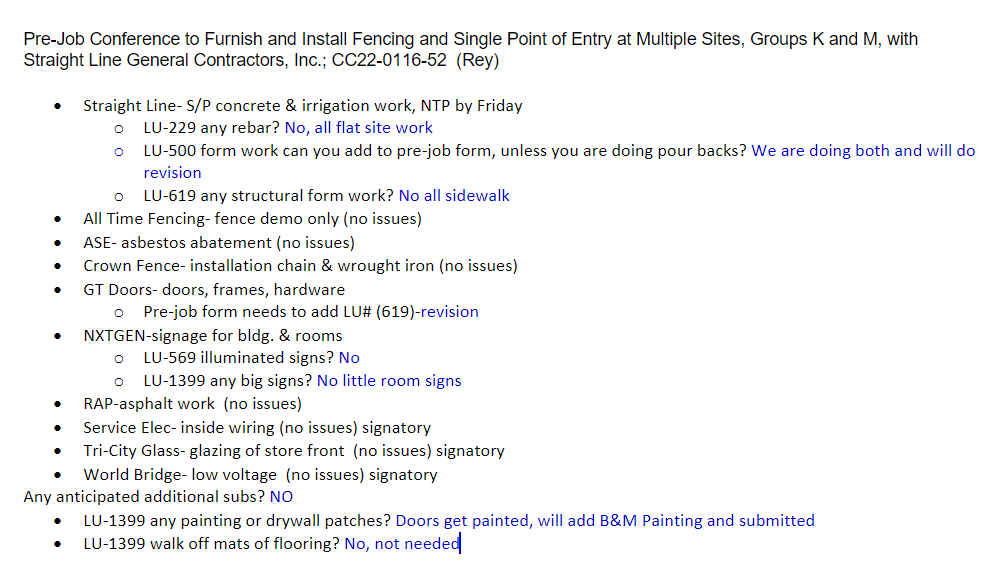 Pre-Job Conference to Furnish and Install Fencing and Single Point of Entry at Multiple Sites, Groups K and M, with
Straight Line General Contractors, Inc.; CC22-0116-52 (Rey)
• Straight Line- S/P concrete & irrigation work, NTP by Friday
o LU-229 any rebar? No, all flat site work
o LU-500 form work can you add to pre-job form, unless you are doing pour backs? We are doing both and will do
revision
o LU-619 any structural form work? No all sidewalk
• All Time Fencing- fence demo only (no issues)
• ASE- asbestos abatement (no issues)
• Crown Fence- installation chain & wrought iron (no issues)
• GT Doors- doors, frames, hardware
o Pre-job form needs to add LU# (619)-revision
• NXTGEN-signage for bldg. & rooms
o LU-569 illuminated signs? No
o LU-1399 any big signs? No little room signs
• RAP-asphalt work (no issues)
• Service Elec- inside wiring (no issues) signatory
• Tri-City Glass- glazing of store front (no issues) signatory
• World Bridge- low voltage (no issues) signatory
Any anticipated additional subs? NO
• LU-1399 any painting or drywall patches? Doors get painted, will add B&M Painting and submitted
• LU-1399 walk off mats of flooring? No, not needed